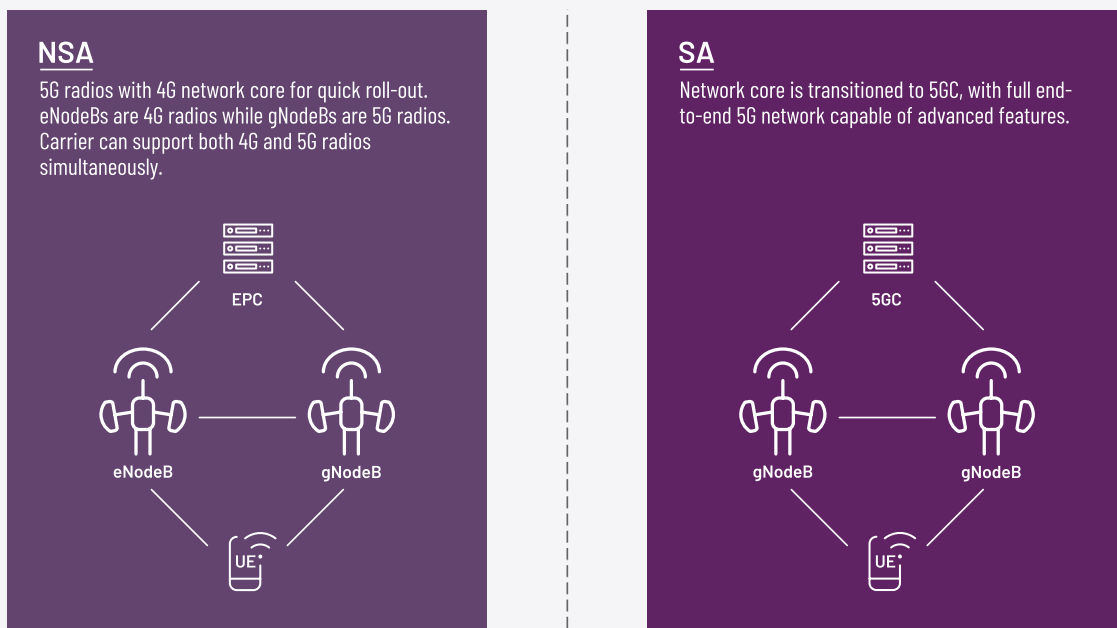 NSA
5G radios with 4G network core for quick roll-out.
eNodeBs are 4G radios while gNodeBs are 5G radios.
Carrier can support both 4G and 5G radios
simultaneously.
EPC
eNodeB
gNodeB
UE
SA
Network core is transitioned to 5GC, with full end-
to-end 5G network capable of advanced features.
5GC
gNodeB
gNodeB
UE